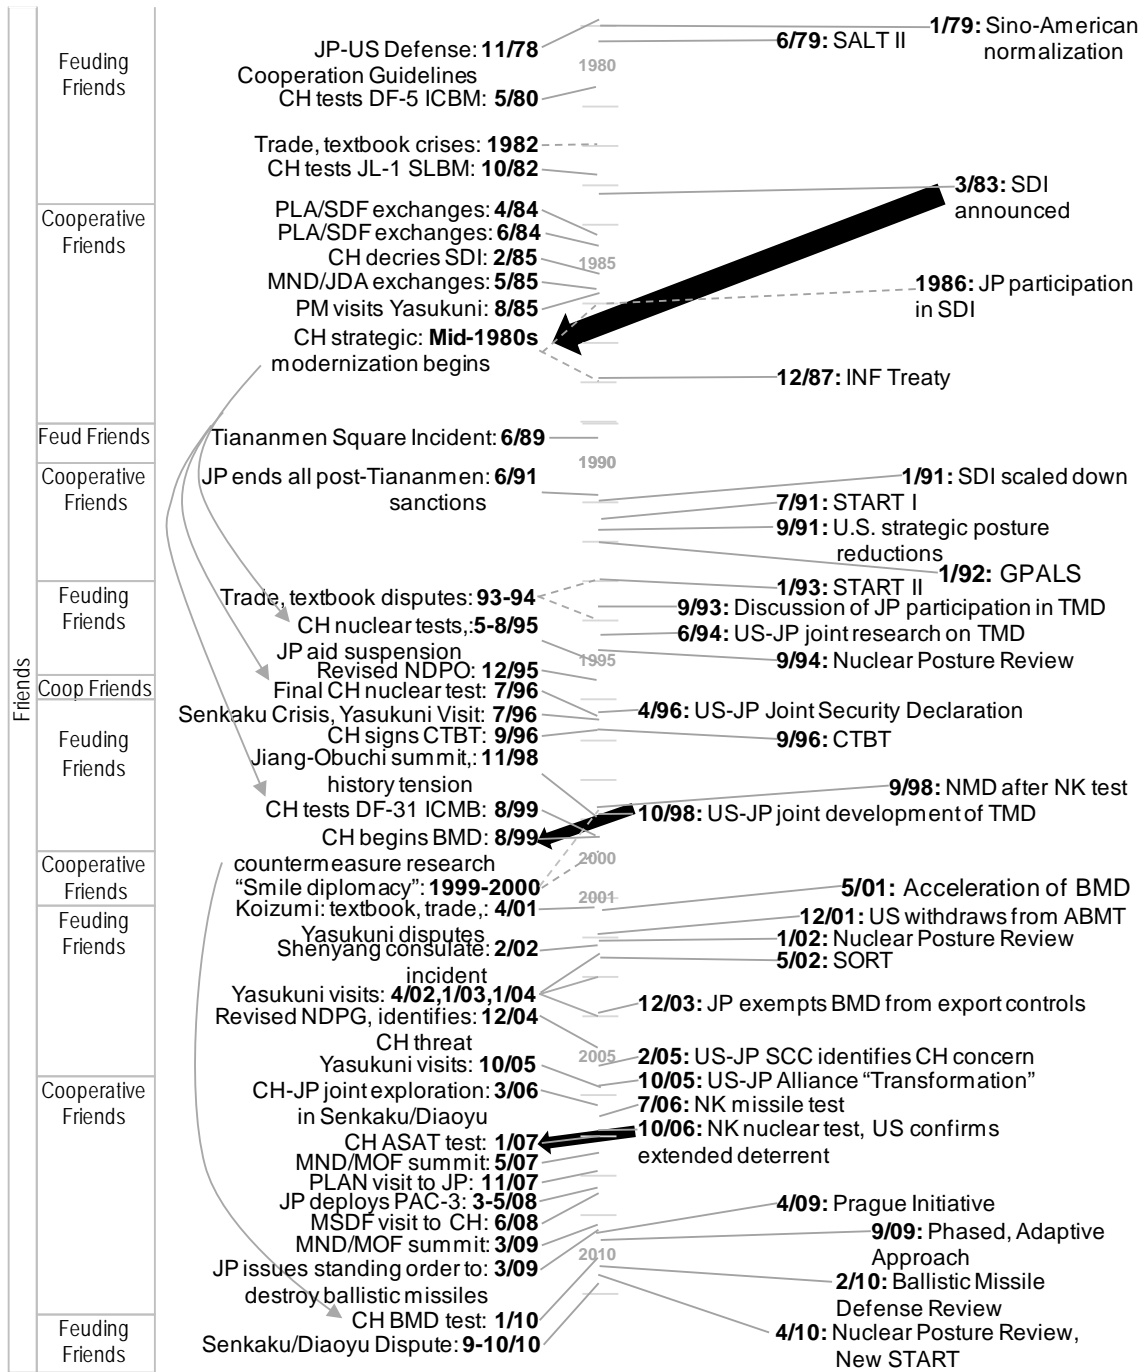 Friends
Feuding
Friends
Cooperative
Friends
Feud Friends
Cooperative
Friends
Feuding
Friends
Coop Friends
Feuding
Friends
Cooperative
Friends
Feuding
Friends
Cooperative
Friends
Feuding
Friends
JP-US Defense: 11/78
Cooperation Guidelines
CH tests DF-5 ICBM: 5/80
Trade, textbook crises: 1982
CH tests JL-1 SLBM: 10/82
PLA/SDF exchanges: 4/84
PLA/SDF exchanges: 6/84
CH decries SDI: 2/85
MND/JDA exchanges: 5/85
PM visits Yasukuni: 8/85
CH strategic: Mid-1980s
modernization begins
Tiananmen Square Incident: 6/89
JP ends all post-Tiananmen: 6/91
sanctions
Trade, textbook disputes: 93-94
CH nuclear tests,:5-8/95
JP aid suspension
Revised NDPO: 12/95
Final CH nuclear test: 7/96
Senkaku Crisis, Yasukuni Visit: 7/96
CH signs CTBT: 9/96
Jiang-Obuchi summit,: 11/98
history tension
CH tests DF-31 ICMB: 8/99
CH begins BMD: 8/99
countermeasure research
“Smile diplomacy”: 1999-2000
Koizumi: textbook, trade,: 4/01
Yasukuni disputes
Shenyang consulate: 2/02
incident
Yasukuni visits: 4/02,1/03,1/04
Revised NDPG, identifies: 12/04
CH threat
Yasukuni visits: 10/05
CH-JP joint exploration: 3/06
in Senkaku/Diaoyu
CH ASAT test: 1/07
MND/MOF summit: 5/07
PLAN visit to JP: 11/07
JP deploys PAC-3: 3-5/08
MSDF visit to CH: 6/08
MND/MOF summit: 3/09
JP issues standing order to: 3/09
destroy ballistic missiles
CH BMD test: 1/10
Senkaku/Diaoyu Dispute: 9-10/10
1980
1985
1990
1995
2000
2001
2005
2010
1/79: Sino-American
normalization
6/79: SALT II
3/83: SDI
announced
1986: JP participation
in SDI
12/87: INF Treaty
1/91: SDI scaled down
7/91: START I
9/91: U.S. strategic posture
reductions
1/92: GPALS
1/93: START II
9/93: Discussion of JP participation in TMD
6/94: US-JP joint research on TMD
9/94: Nuclear Posture Review
4/96: US-JP Joint Security Declaration
9/96: CTBT
9/98: NMD after NK test
10/98: US-JP joint development of TMD
5/01: Acceleration of BMD
12/01: US withdraws from ABMT
1/02: Nuclear Posture Review
5/02: SORT
12/03: JP exempts BMD from export controls
2/05: US-JP SCC identifies CH concern
10/05: US-JP Alliance “Transformation”
7/06: NK missile test
10/06: NK nuclear test, US confirms
extended deterrent
4/09: Prague Initiative
9/09: Phased, Adaptive
Approach
2/10: Ballistic Missile
Defense Review
4/10: Nuclear Posture Review,
New START